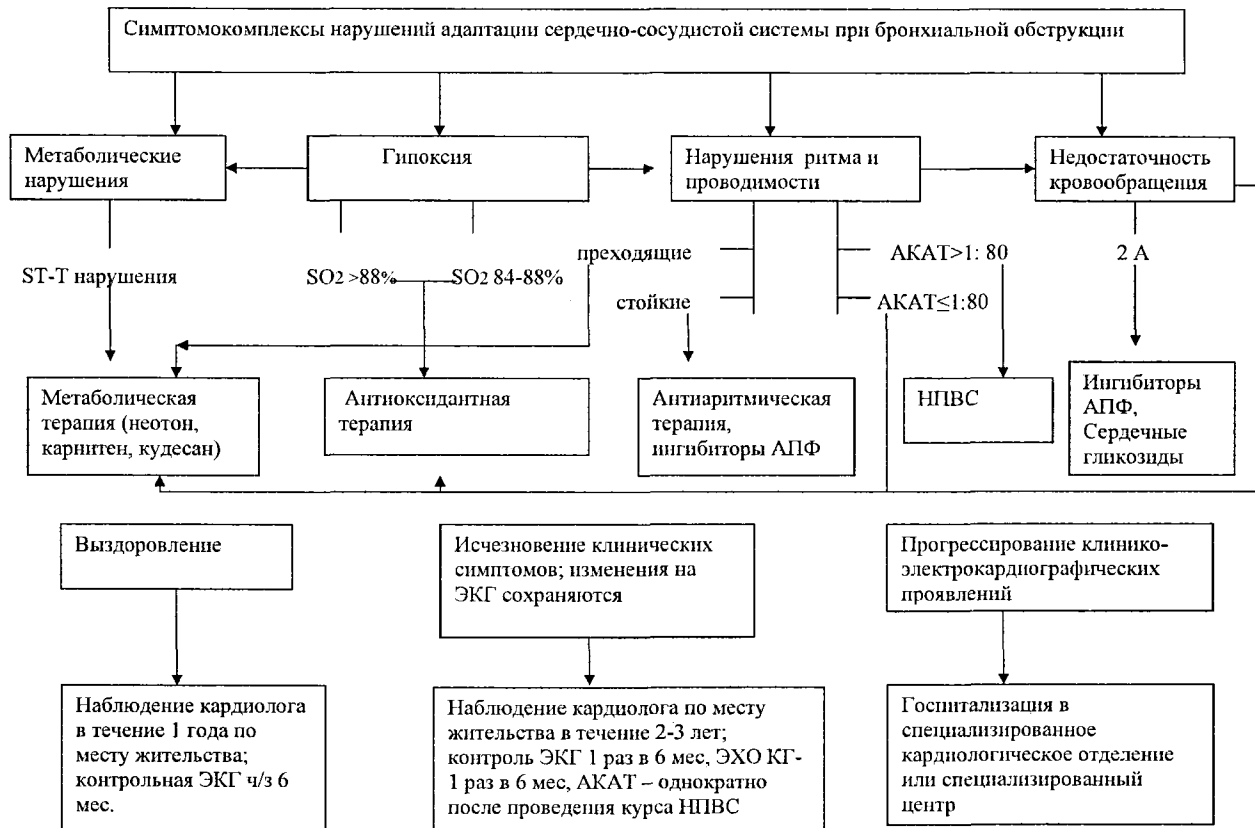 Симптомокомплексы нарушений адаптации сердечно-сосудистой системы при бронхиальной обструкции
Метаболические
нарушения
Гипоксия
Нарушения ритма и
проводимости
Недостаточность
кровообращения
ST-T нарушения
SO2 >88%
SO2 84-88%
преходящие
стойкие
АКАТ>1: 80
АКАТ≤1:80
2 А
Метаболическая
терапия (неотон,
карнитен, кудесан)
Антиоксидантная
терапия
Антиаритмическая
терапия,
ингибиторы АПФ
НПВС
Ингибиторы
АПФ,
Сердечные
гликозиды
Выздоровление
Исчезновение клинических
симптомов; изменения на
ЭКГ сохраняются
Прогрессирование клинико-
электрокардиографических
проявлений
Наблюдение кардиолога
в течение 1 года по
месту жительства;
контрольная ЭКГ ч/з 6
мес.
Наблюдение кардиолога по месту
жительства в течение 2-3 лет;
контроль ЭКГ 1 раз в 6 мес, ЭХО КГ-
1 раз в 6 мес, АКАТ – однократно
после проведения курса НПВС
Госпитализация в
специализированное
кардиологическое отделение
или специализированный
центр